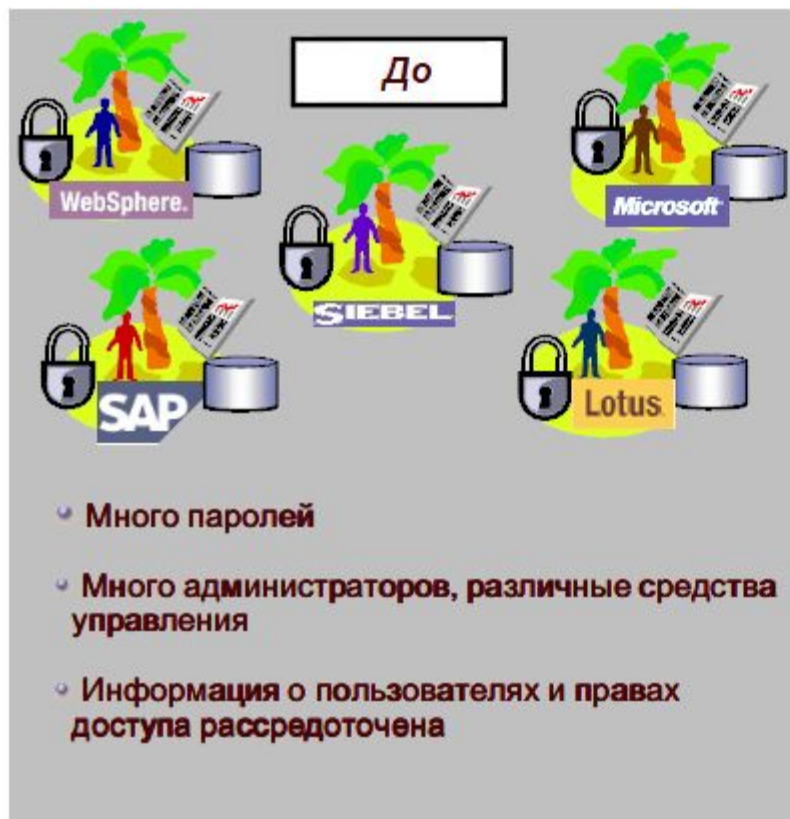 До
WebSphere.
Microsoft
SIEBEL
SAP
Lotus.
Много паролей
Много администраторов, различные средства
управления
Информация о пользователях и правах
доступа рассредоточена